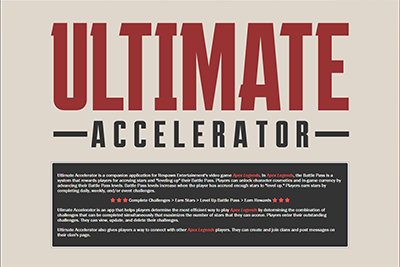 ULTIMATE
ACCELERATOR
Ultimate Accelerator is a companion application for Respawn Entertainment's video game Apex Legends. In Apex Legends, the Battle Pass is a
system that rewards players for accruing stars and "leveling up" their Battle Pass. Players can unlock character cosmetics and in-game currency by
advancing their Battle Pass levels. Battle Pass levels increase when the player has accrued enough stars to "level up." Players earn stars by
completing daily, weekly, and/or event challenges.
★ ★ ★ Complete Challenges > Earn Stars > Level Up Battle Pass > Earn Rewards ★ ★ ★
Ultimate Accelerator is an app that helps players determine the most efficient way to play Apex Legends by determining the combination of
challenges that can be completed simultaneously that maximizes the number of stars that they can accrue. Players enter their outstanding
challenges. They can view, update, and delete their challenges.
Ultimate Accelerator also gives players a way to connect with other Apex Legends players. They can create and join clans and post messages on
their clan's page.